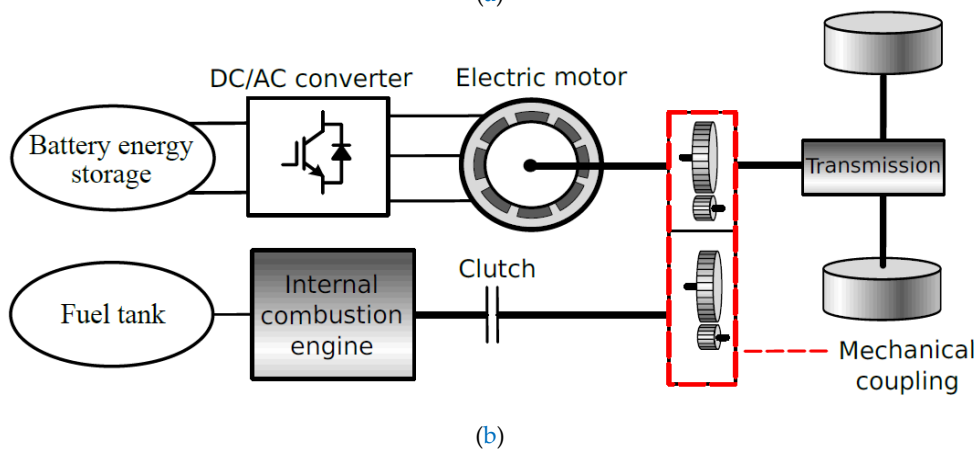 (a)
DC/AC converter
Electric motor
Battery energy
storage
Transmission
Clutch
Fuel tank
Internal
combustion
engine
Mechanical
coupling
(b)